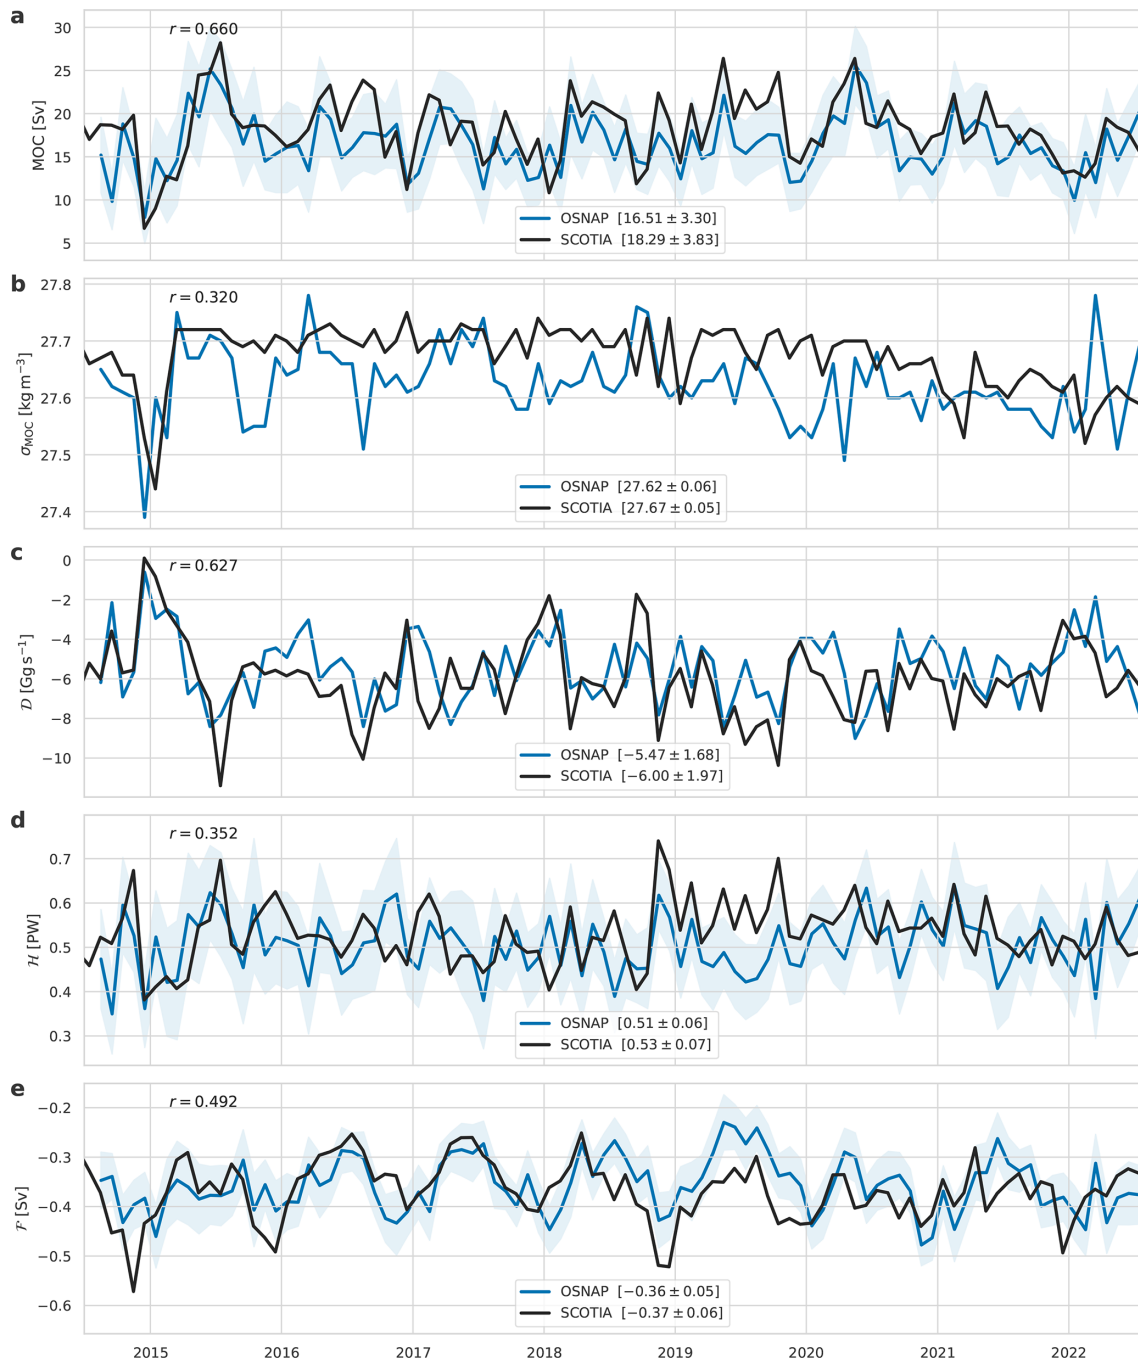 a
r = 0.660
MOC [Sv]
30
25
20
15
10
5
OSNAP [16.51 ± 3.30]
SCOTIA [18.29 ± 3.83]
b
r = 0.320
σMOC [kg m−3]
27.8
27.7
27.6
27.5
27.4
OSNAP [27.62 ± 0.06]
SCOTIA [27.67 ± 0.05]
c
r = 0.627
𝒟 [Gg s−1]
0
−2
−4
−6
−8
−10
OSNAP [−5.47 ± 1.68]
SCOTIA [−6.00 ± 1.97]
d
r = 0.352
ℋ [PW]
0.7
0.6
0.5
0.4
0.3
OSNAP [0.51 ± 0.06]
SCOTIA [0.53 ± 0.07]
e
r = 0.492
ℱ [Sv]
−0.2
−0.3
−0.4
−0.5
−0.6
OSNAP [−0.36 ± 0.05]
SCOTIA [−0.37 ± 0.06]
2015 2016 2017 2018 2019 2020 2021 2022